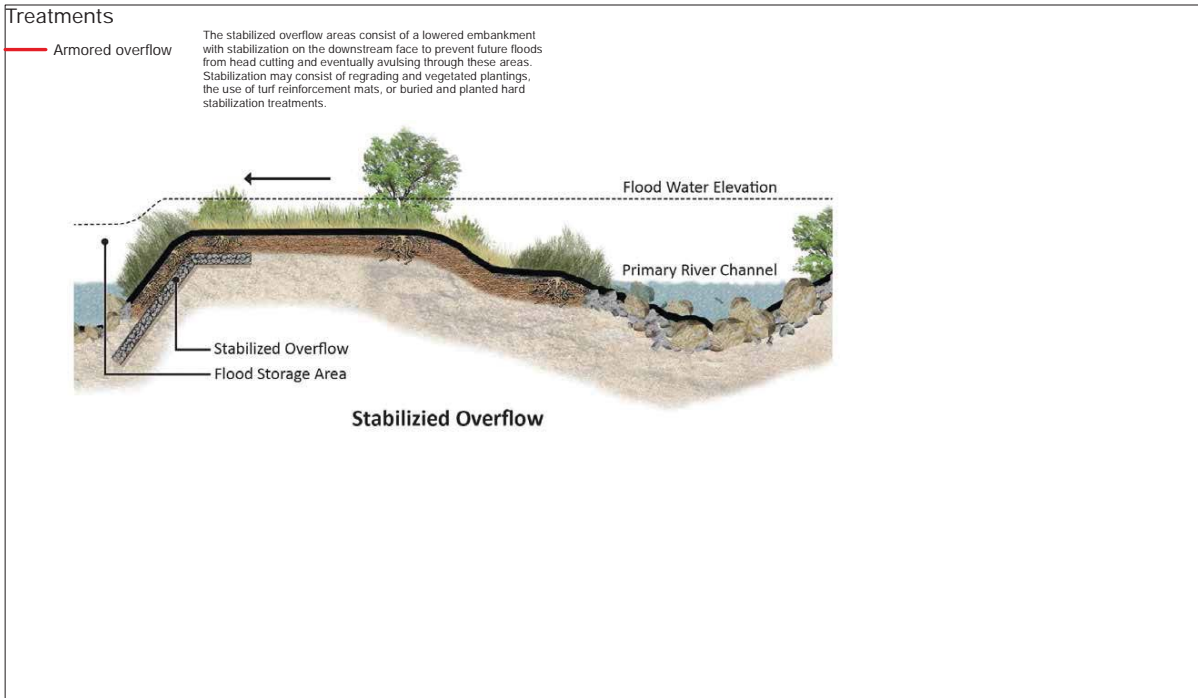 Treatments
Armored overflow
The stabilized overflow areas consist of a lowered embankment
with stabilization on the downstream face to prevent future floods
from head cutting and eventually avulsing through these areas.
Stabilization may consist of regrading and vegetated plantings,
the use of turf reinforcement mats, or buried and planted hard
stabilization treatments.
Flood Water Elevation
Primary River Channel
Stabilized Overflow
Flood Storage Area
Stabilizied Overflow